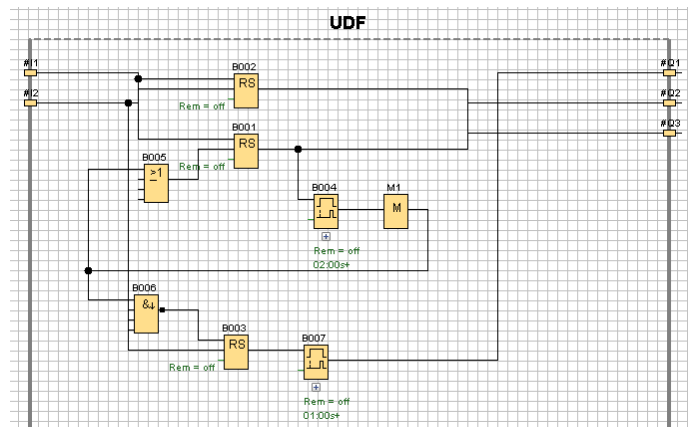 UDF
#I1
#I2
B002
RS
Rem = off
B001
RS
Rem = off
B005
>1
B004
Rem = off
02:00s+
M1
M
B006
&
B003
RS
Rem = off
B007
Rem = off
01:00s+
#Q1
#Q2
#Q3